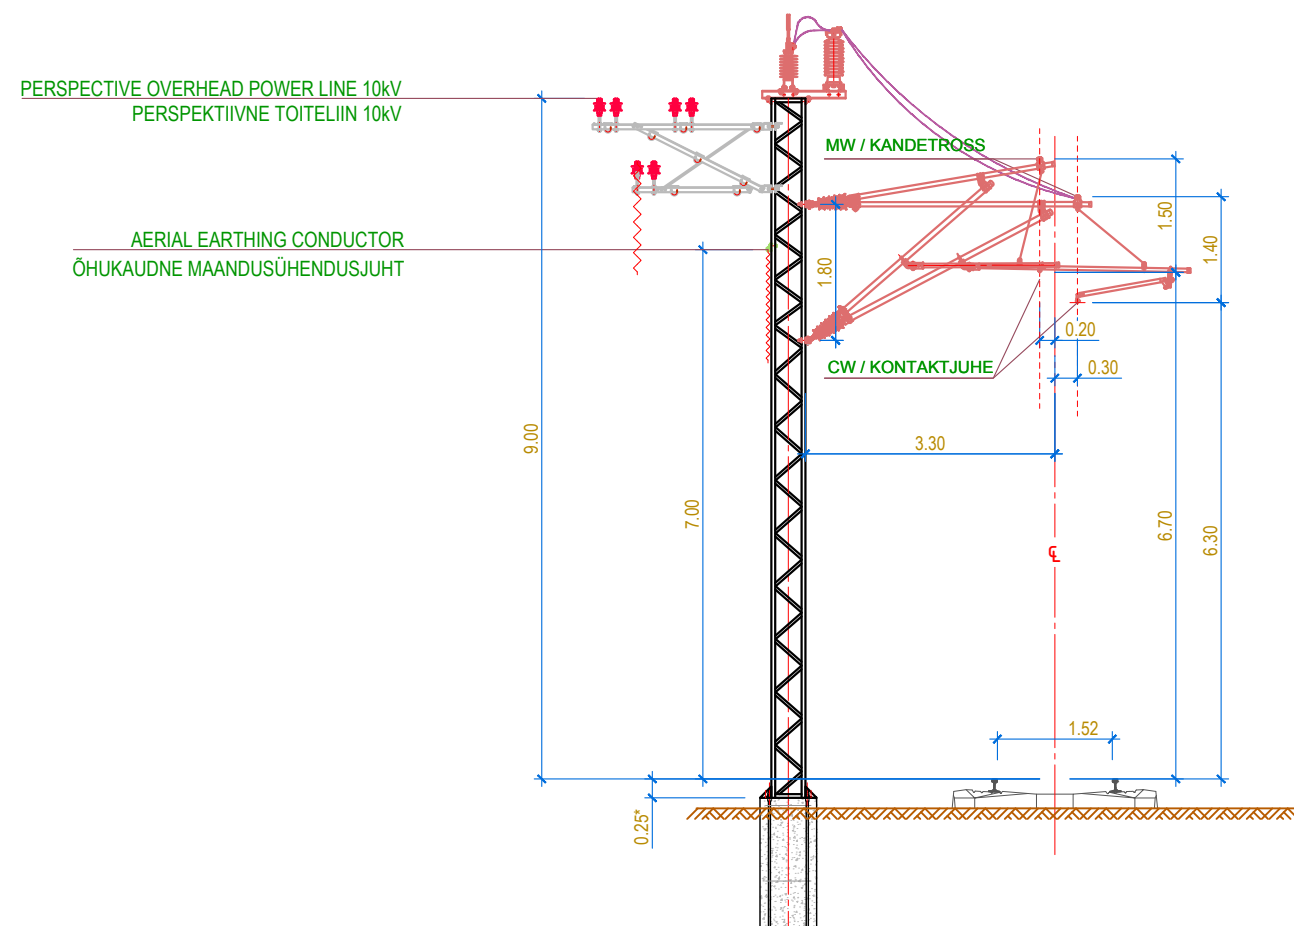 PERSPECTIVE OVERHEAD POWER LINE 10kV
PERSPEKTIIVNE TOITELIIN 10kV
MW / KANDETROSS
AERIAL EARTHING CONDUCTOR
ÕHUKAUDNE MAANDUSÜHENDUSJUHT
1.50
1.40
1.80
0.20
CW / KONTAKTJUHE
0.30
9.00
3.30
7.00
6.70
6.30
CL
1.52
0.25*